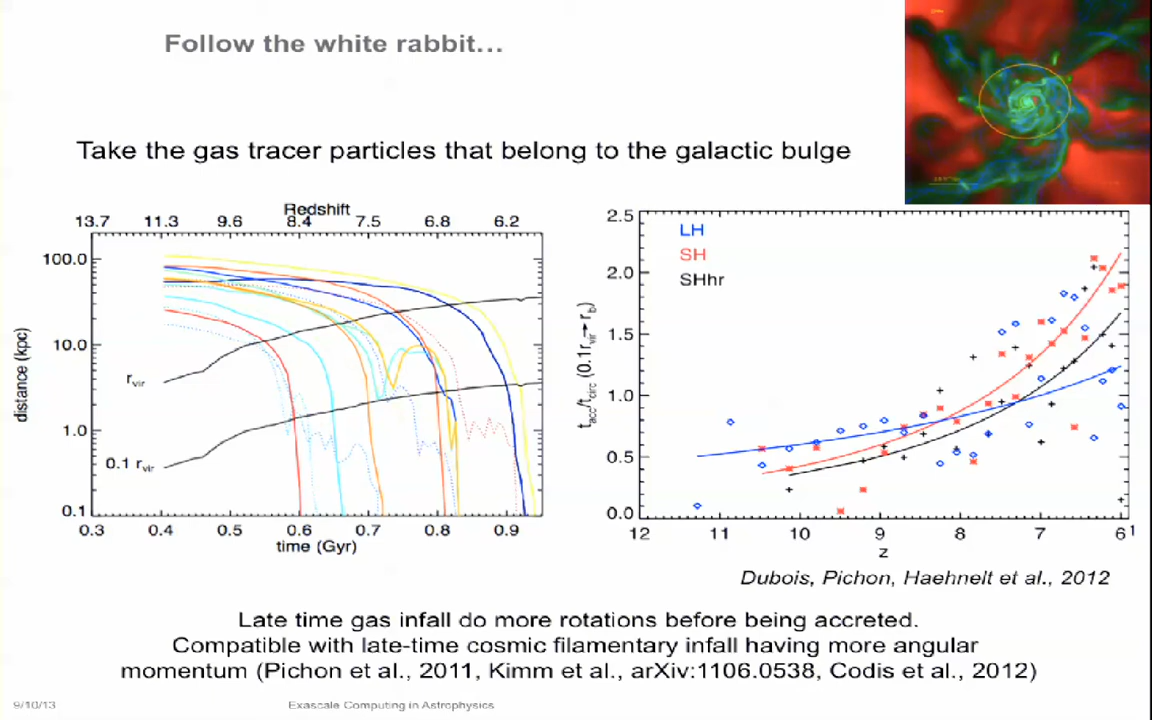 Follow the white rabbit…
Take the gas tracer particles that belong to the galactic bulge
Redshift
13.7 11.3 9.6 8.4 7.5 6.8 6.2
100.0
10.0
1.0
0.1
distance (kpc)
r_vir
0.1 r_vir
0.3 0.4 0.5 0.6 0.7 0.8 0.9
time (Gyr)
2.5
2.0
1.5
1.0
0.5
0.0
t_acc/t_circ (0.1r_vir→ r_b)
LH
SH
SHhr
12 11 10 9 8 7 6
z
Dubois, Pichon, Haehnelt et al., 2012
Late time gas infall do more rotations before being accreted.
Compatible with late-time cosmic filamentary infall having more angular
momentum (Pichon et al., 2011, Kimm et al., arXiv:1106.0538, Codis et al., 2012)
9/10/13 Exascale Computing in Astrophysics